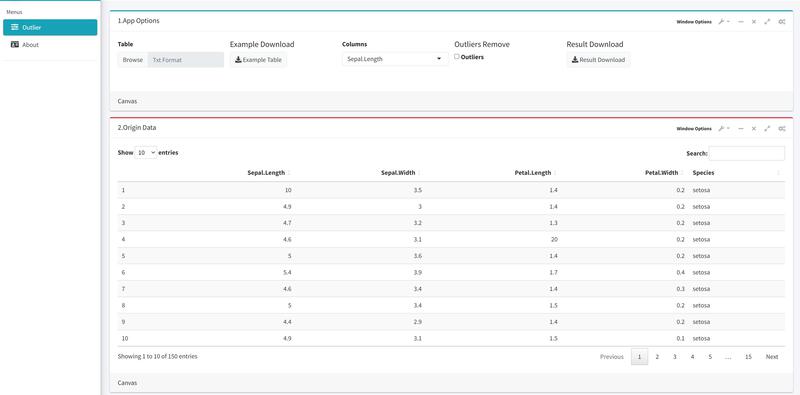 Menus
Outlier
About
1.App Options
Window Options
Table
Example Download
Columns
Outliers Remove
Result Download
Browse Txt Format
Example Table
Sepal.Length
Outliers
Result Download
Canvas
2.Origin Data
Window Options
Show 10 entries
Search:
Sepal.Length Sepal.Width Petal.Length Petal.Width Species
1 10 3.5 1.4 0.2 setosa
2 4.9 3 1.4 0.2 setosa
3 4.7 3.2 1.3 0.2 setosa
4 4.6 3.1 20 0.2 setosa
5 5 3.6 1.4 0.2 setosa
6 5.4 3.9 1.7 0.4 setosa
7 4.6 3.4 1.4 0.3 setosa
8 5 3.4 1.5 0.2 setosa
9 4.4 2.9 1.4 0.2 setosa
10 4.9 3.1 1.5 0.1 setosa
Showing 1 to 10 of 150 entries
Previous 1 2 3 4 5 … 15 Next
Canvas